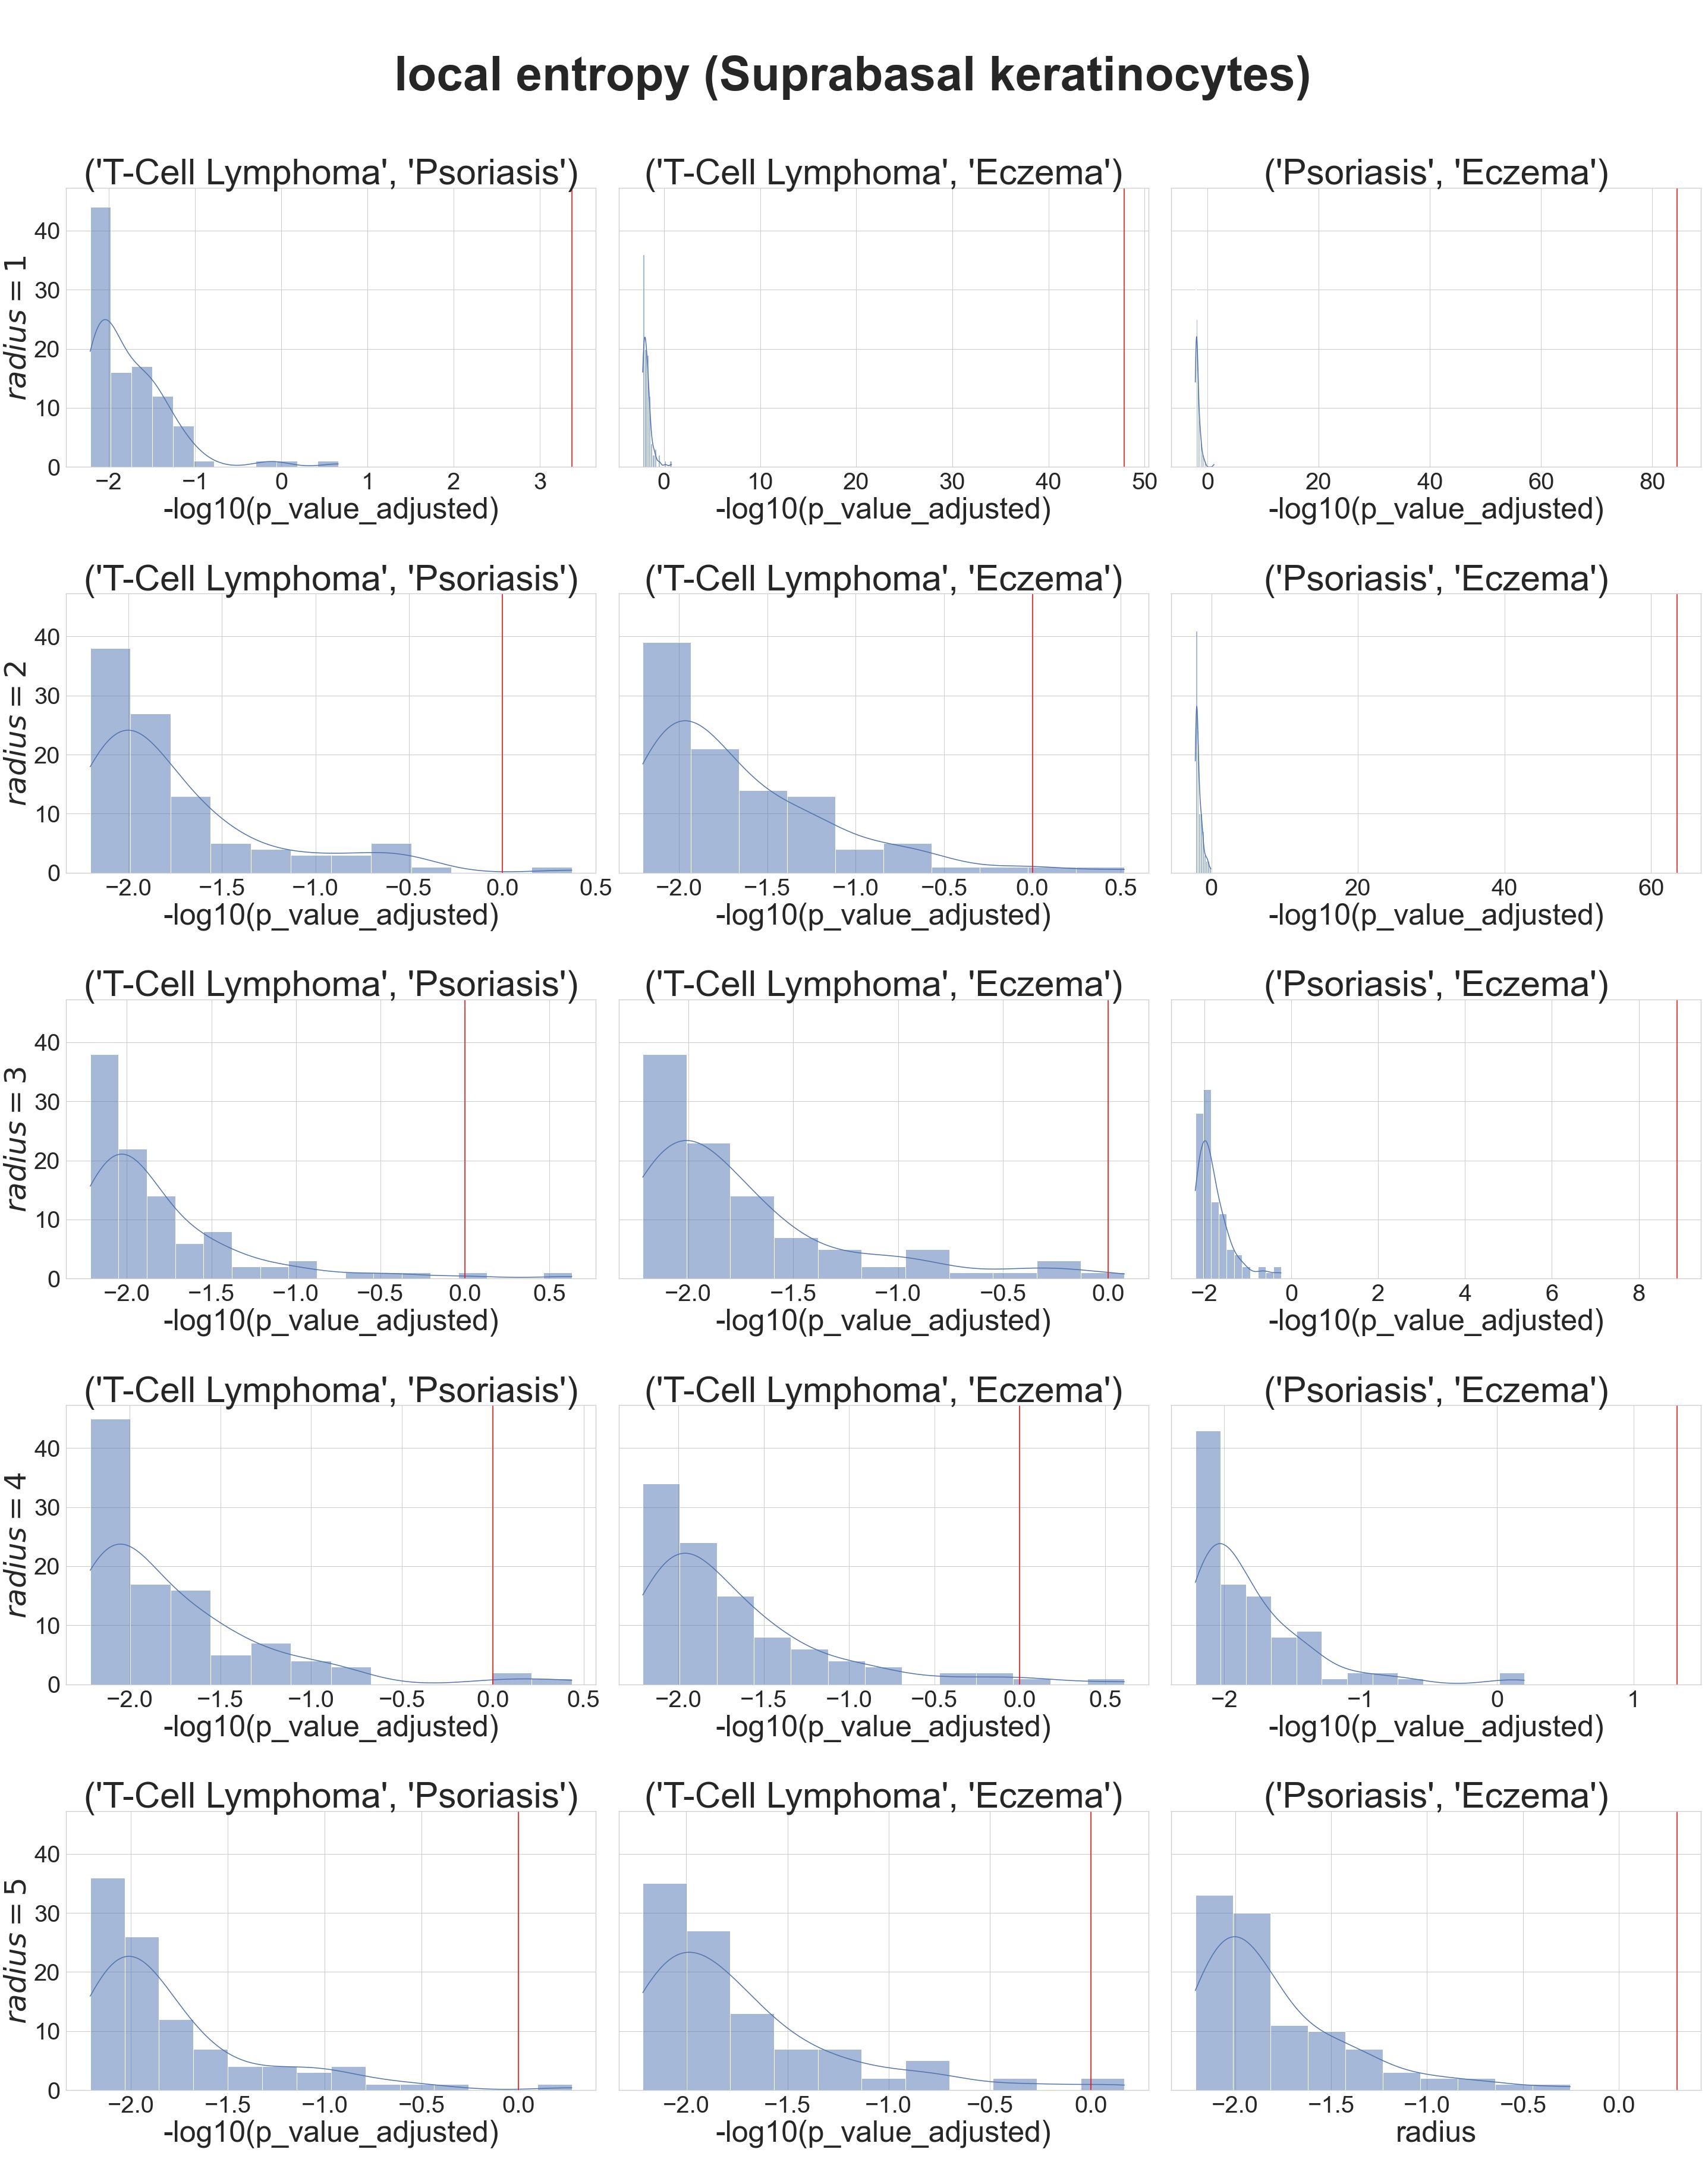 local entropy (Suprabasal keratinocytes)
('T-Cell Lymphoma', 'Psoriasis') ('T-Cell Lymphoma', 'Eczema') ('Psoriasis', 'Eczema')
radius = 1
40
30
20
10
0
−2 −1 0 1 2 3
0 10 20 30 40 50
0 20 40 60 80
-log10(p_value_adjusted) -log10(p_value_adjusted) -log10(p_value_adjusted)
('T-Cell Lymphoma', 'Psoriasis') ('T-Cell Lymphoma', 'Eczema') ('Psoriasis', 'Eczema')
radius = 2
40
30
20
10
0
−2.0 −1.5 −1.0 −0.5 0.0 0.5
−2.0 −1.5 −1.0 −0.5 0.0 0.5
0 20 40 60
-log10(p_value_adjusted) -log10(p_value_adjusted) -log10(p_value_adjusted)
('T-Cell Lymphoma', 'Psoriasis') ('T-Cell Lymphoma', 'Eczema') ('Psoriasis', 'Eczema')
radius = 3
40
30
20
10
0
−2.0 −1.5 −1.0 −0.5 0.0 0.5
−2.0 −1.5 −1.0 −0.5 0.0
−2 0 2 4 6 8
-log10(p_value_adjusted) -log10(p_value_adjusted) -log10(p_value_adjusted)
('T-Cell Lymphoma', 'Psoriasis') ('T-Cell Lymphoma', 'Eczema') ('Psoriasis', 'Eczema')
radius = 4
40
30
20
10
0
−2.0 −1.5 −1.0 −0.5 0.0 0.5
−2.0 −1.5 −1.0 −0.5 0.0 0.5
−2 −1 0 1
-log10(p_value_adjusted) -log10(p_value_adjusted) -log10(p_value_adjusted)
('T-Cell Lymphoma', 'Psoriasis') ('T-Cell Lymphoma', 'Eczema') ('Psoriasis', 'Eczema')
radius = 5
40
30
20
10
0
−2.0 −1.5 −1.0 −0.5 0.0
−2.0 −1.5 −1.0 −0.5 0.0
−2.0 −1.5 −1.0 −0.5 0.0
-log10(p_value_adjusted) -log10(p_value_adjusted) radius